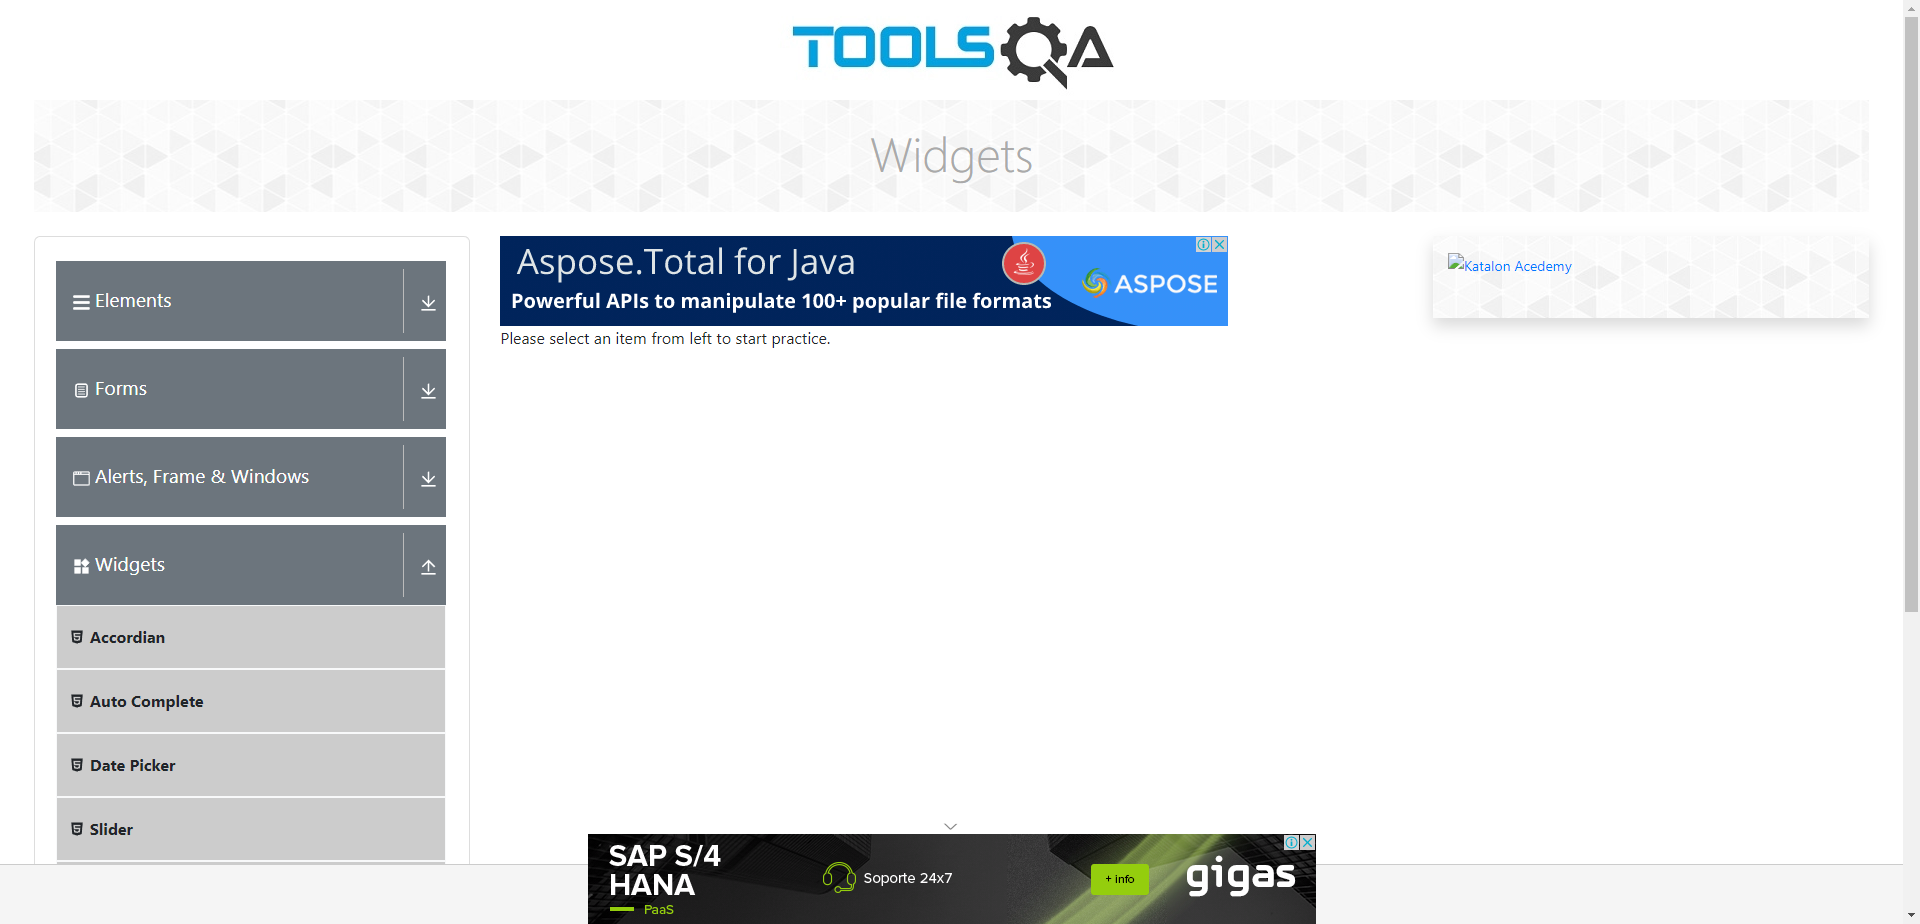 TOOLSQA
Widgets
Elements
Forms
Alerts, Frame & Windows
Widgets
Accordian
Auto Complete
Date Picker
Slider
Aspose.Total for Java
Powerful APIs to manipulate 100+ popular file formats
ASPOSE
Please select an item from left to start practice.
Katalon Acedemy
SAP S/4
HANA
PaaS
Soporte 24x7
+ info
gigas